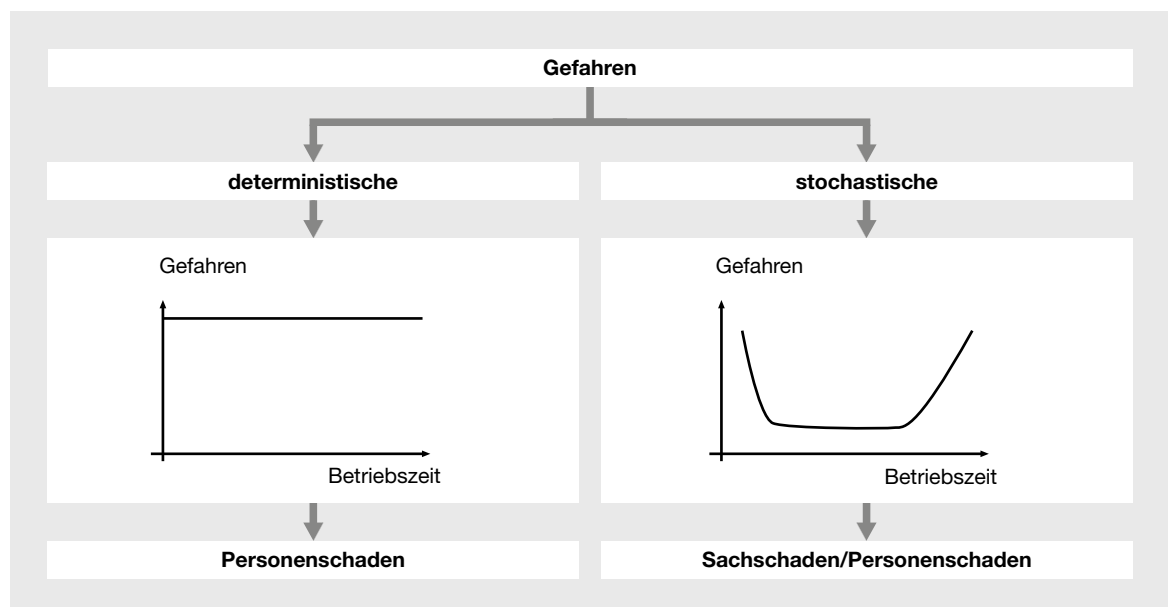 Gefahren
deterministische
stochastische
Gefahren
Betriebszeit
Gefahren
Betriebszeit
Personenschaden
Sachschaden/Personenschaden